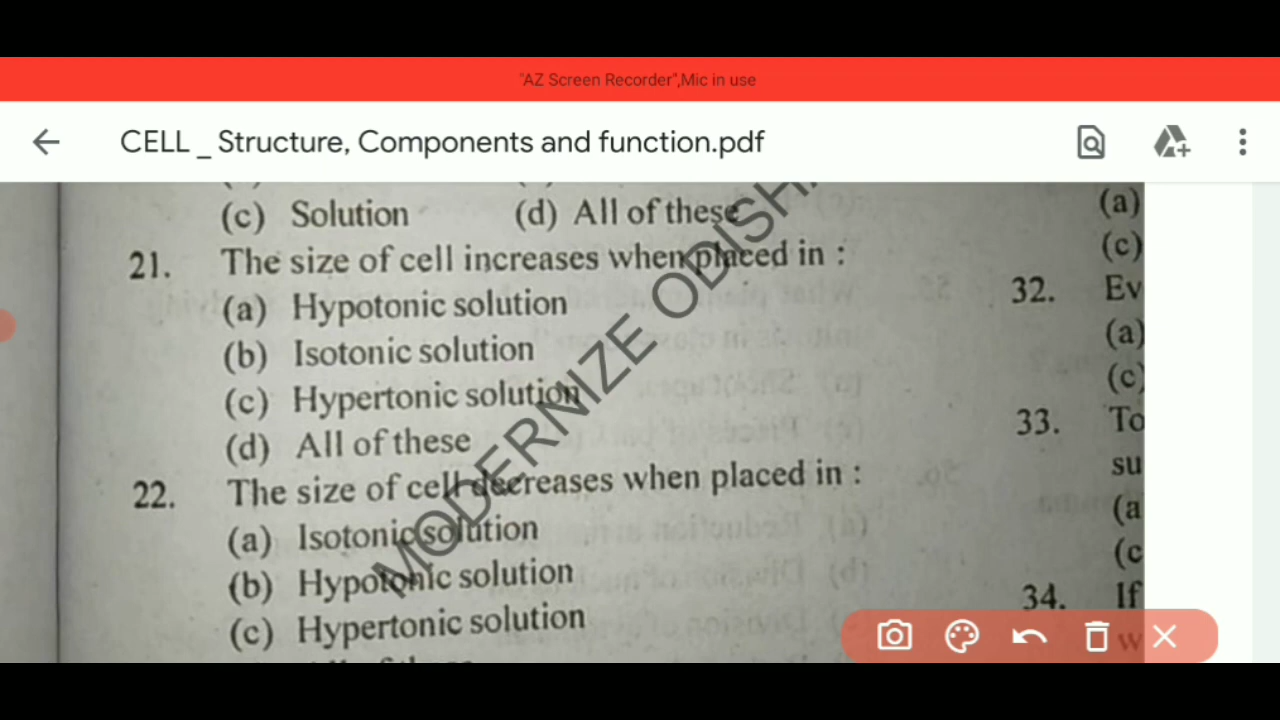 "AZ Screen Recorder",Mic in use
CELL _ Structure, Components and function.pdf
(c) Solution (d) All of these
21. The size of cell increases when placed in :
(a) Hypotonic solution
(b) Isotonic solution
(c) Hypertonic solution
(d) All of these
22. The size of cell decreases when placed in :
(a) Isotonic solution
(b) Hypotonic solution
(c) Hypertonic solution
(a)
(c)
32. Ev
(a)
(c)
33. To
su
(a
(c
34. If
w
MODERNIZE ODISH